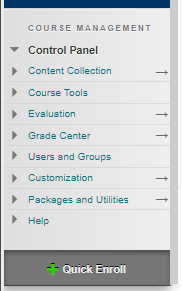 COURSE MANAGEMENT
Control Panel
Content Collection →
Course Tools
Evaluation →
Grade Center →
Users and Groups
Customization →
Packages and Utilities →
Help
Quick Enroll